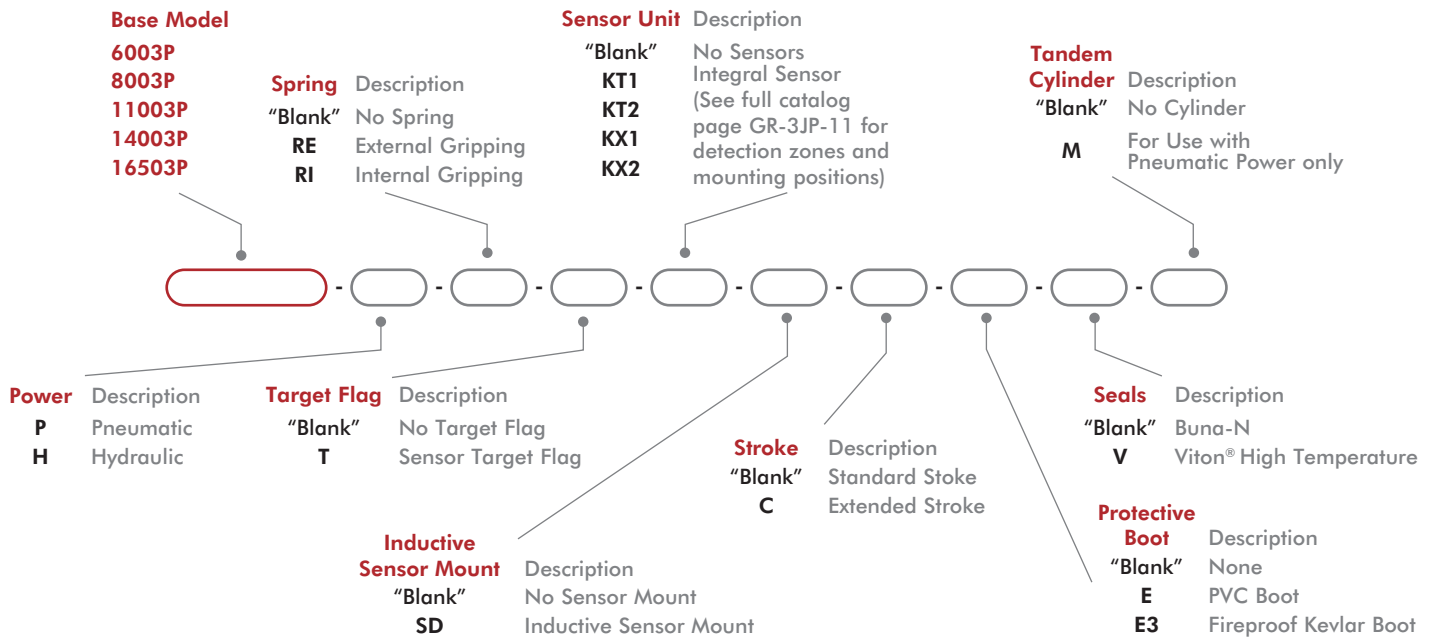 Base Model
6003P
8003P
11003P
14003P
16503P
Spring Description
"Blank" No Spring
RE External Gripping
RI Internal Gripping
Sensor Unit Description
"Blank" No Sensors
KT1 Integral Sensor
KT2 (See full catalog
KX1 page GR-3JP-11 for
KX2 detection zones and
mounting positions)
Tandem
Cylinder Description
"Blank" No Cylinder
M For Use with
Pneumatic Power only
- - - - - - - - -
Power Description
P Pneumatic
H Hydraulic
Target Flag Description
"Blank" No Target Flag
T Sensor Target Flag
Inductive
Sensor Mount Description
"Blank" No Sensor Mount
SD Inductive Sensor Mount
Stroke Description
"Blank" Standard Stoke
C Extended Stroke
Protective
Boot Description
"Blank" None
E PVC Boot
E3 Fireproof Kevlar Boot
Seals Description
"Blank" Buna-N
V Viton® High Temperature